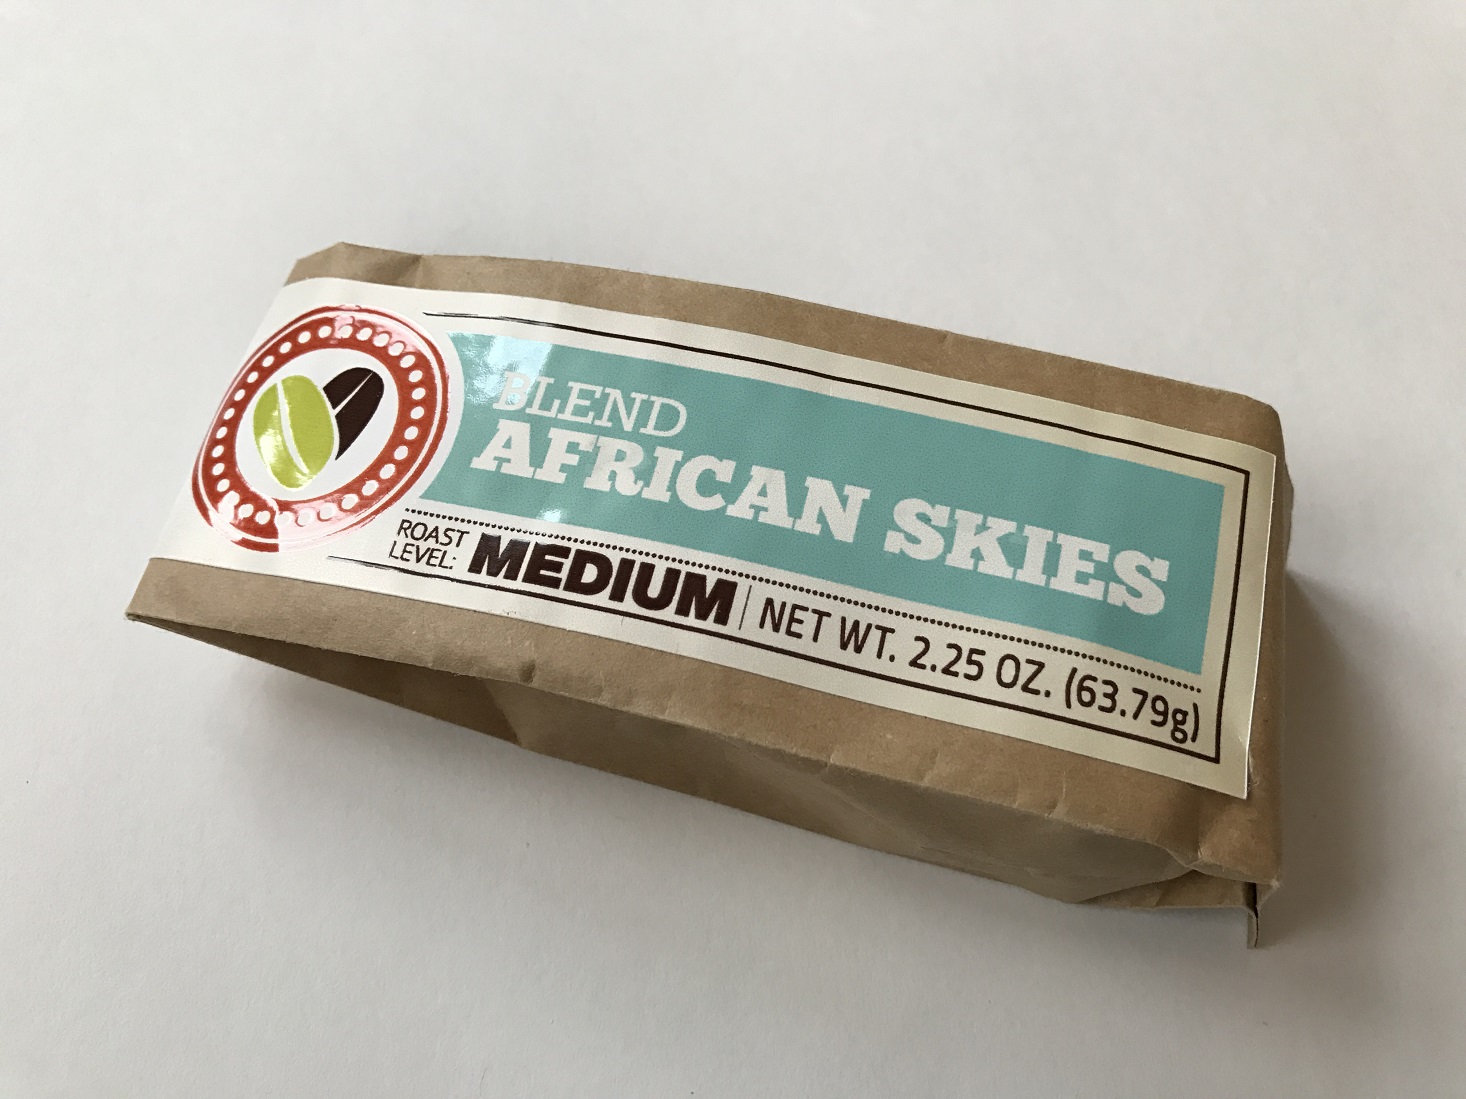 BLEND
AFRICAN SKIES
ROAST
LEVEL: MEDIUM | NET WT. 2.25 OZ. (63.79g)